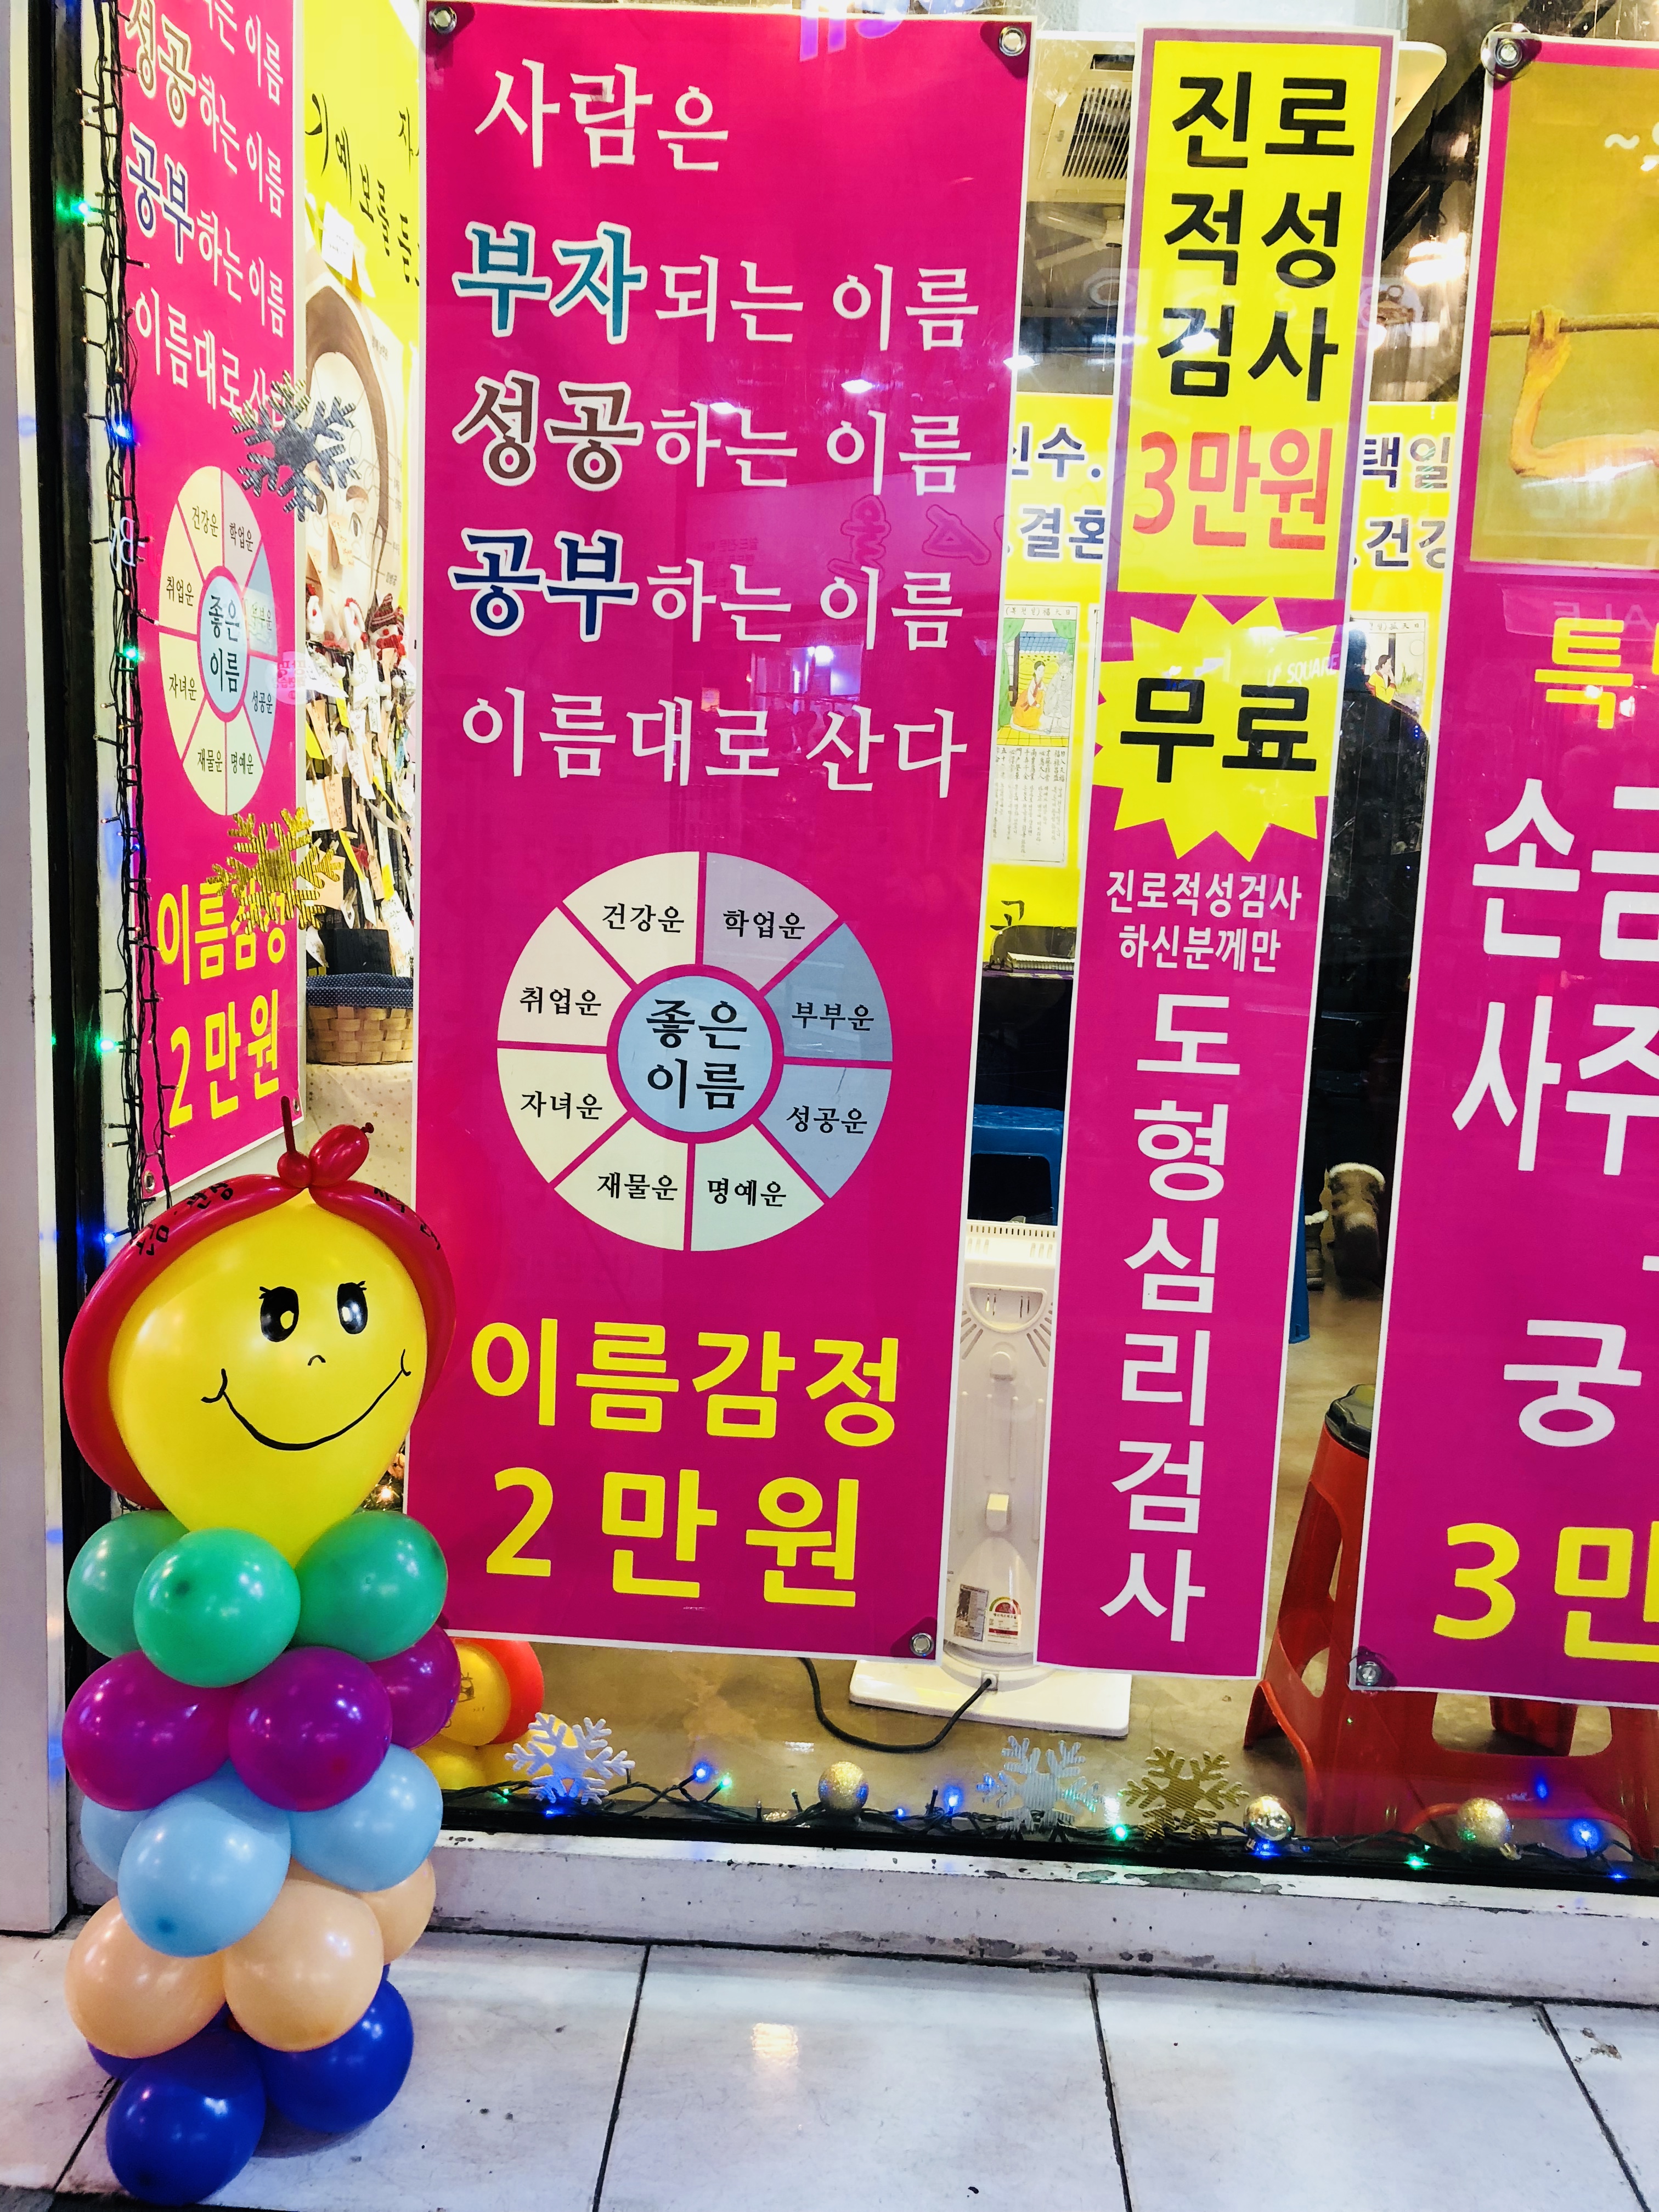 성공하는 이름
공부하는 이름
이름대로
건강운
학업운
취업운
좋은
이름
자녀운
성공운
재물운
명예운
이름감정
2만원
사람은
부자되는 이름
성공하는 이름
공부하는 이름
이름대로 산다
건강운
학업운
취업운
부부운
좋은
이름
자녀운
성공운
재물운
명예운
이름감정
2만원
진로
적성
검사
3만원
무료
진로적성검사
하신분께만
도
형
심
리
검
사
택일
결혼
궁
3만